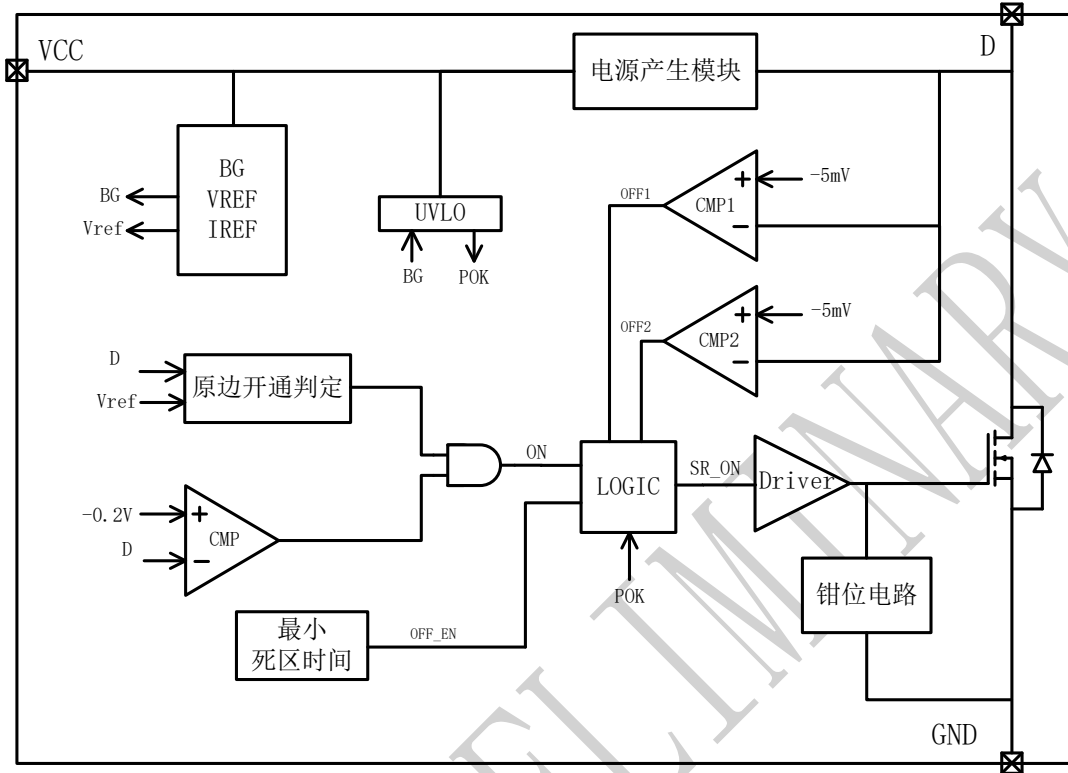 VCC
D
电源产生模块
BG
VREF
IREF
BG
Vref
UVLO
BG
POK
OFF1
+
CMP1
-
-5mV
OFF2
+
CMP2
-
-5mV
D
Vref
原边开通判定
ON
LOGIC
SR_ON
Driver
-0.2V
D
+
CMP
-
POK
钳位电路
最小
死区时间
OFF_EN
GND